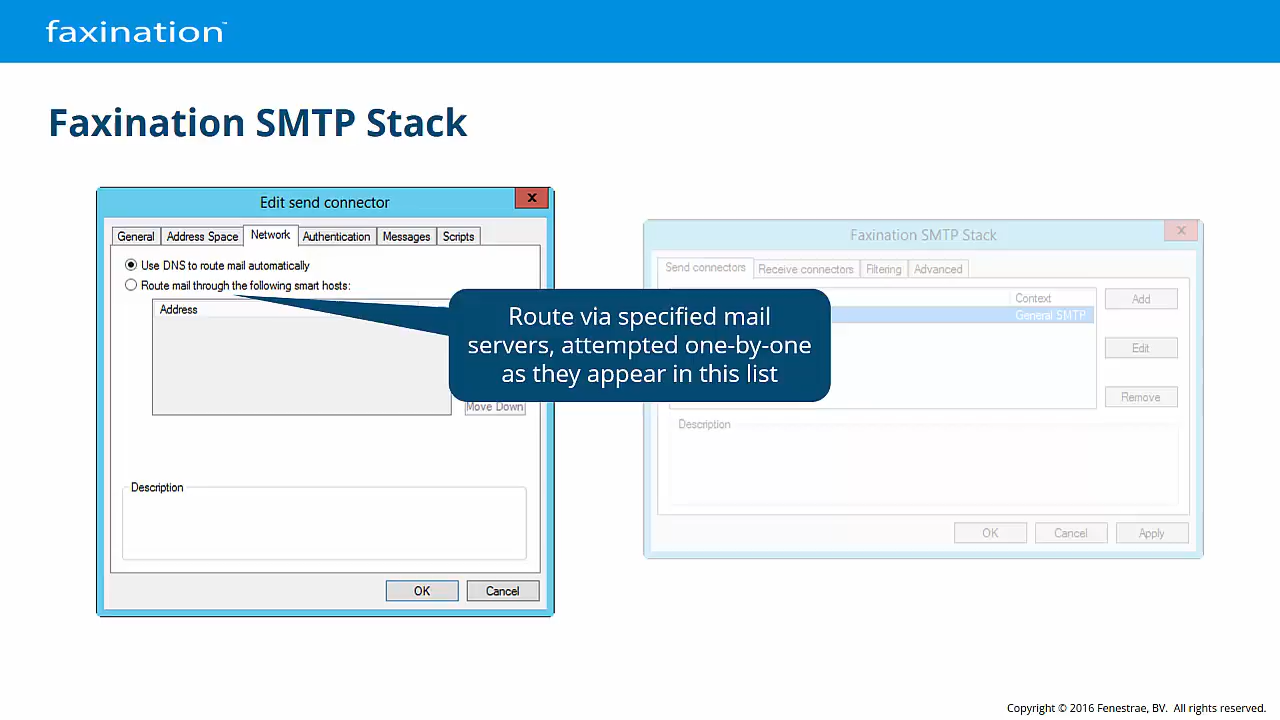 faxination™
Faxination SMTP Stack
Edit send connector
x
General
Address Space
Network
Authentication
Messages
Scripts
Use DNS to route mail automatically
Route mail through the following smart hosts:
Address
Move Down
Description
OK
Cancel
Route via specified mail
servers, attempted one-by-one
as they appear in this list
Faxination SMTP Stack
x
Send connectors
Receive connectors
Filtering
Advanced
Context
General SMTP
Add
Edit
Remove
Description
OK
Cancel
Apply
Copyright © 2016 Fenestrae, BV. All rights reserved.